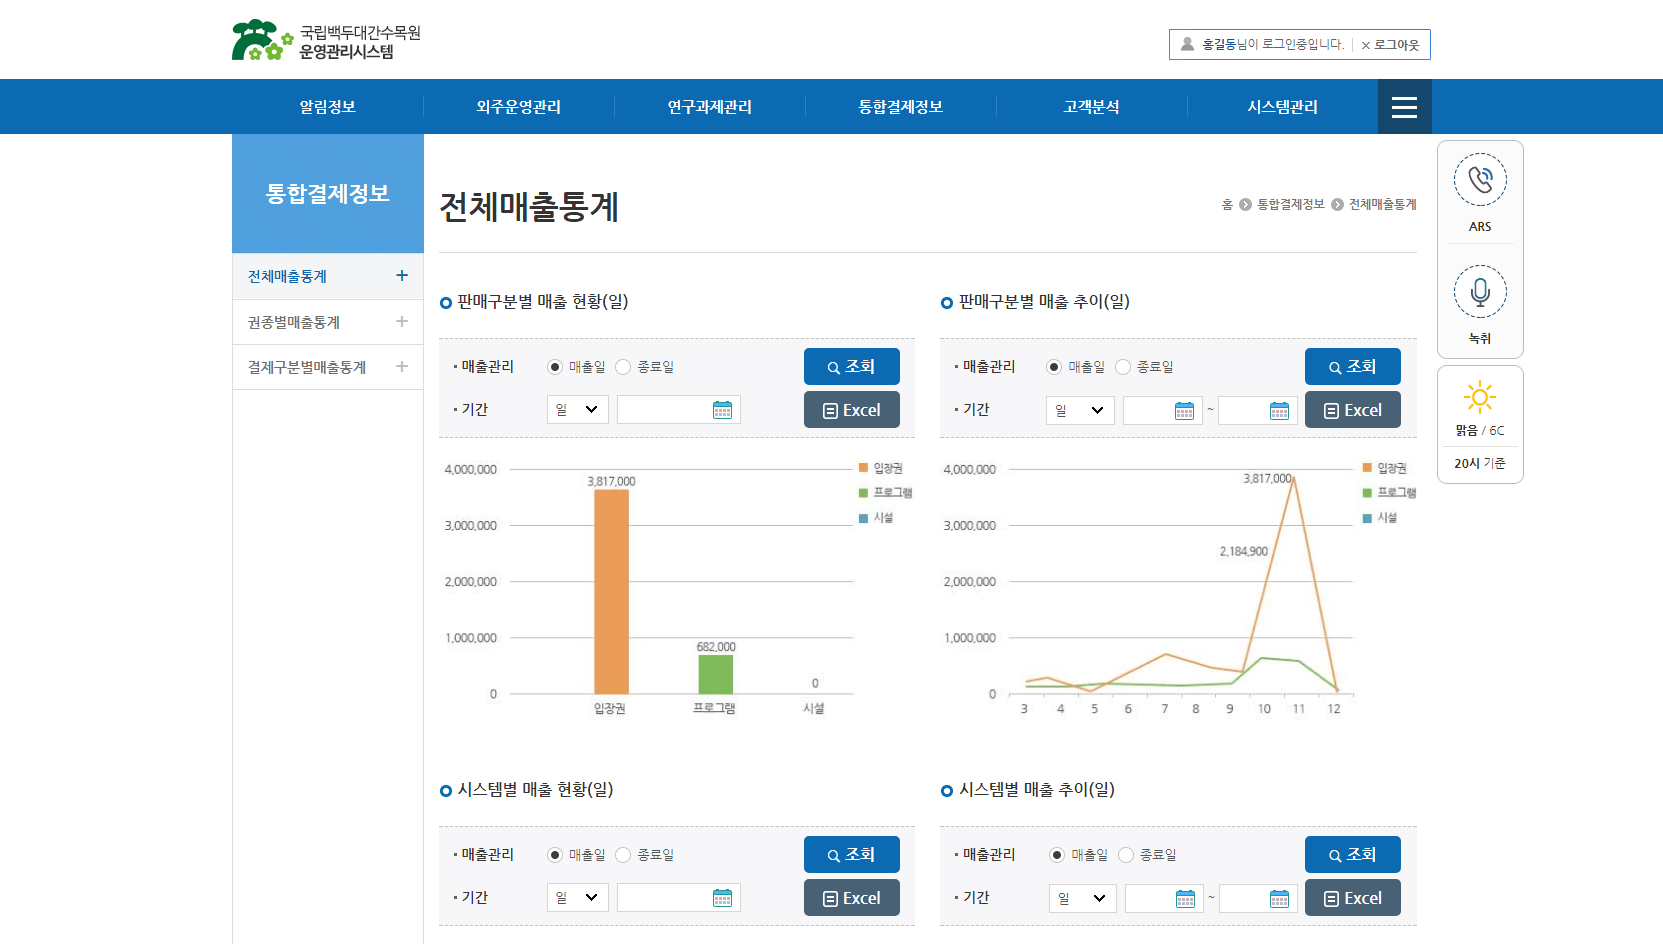 국립백두대간수목원
운영관리시스템
홍길동님이 로그인중입니다. × 로그아웃
알림정보 외주운영관리 연구과제관리 통합결제정보 고객분석 시스템관리
통합결제정보
전체매출통계 +
권종별매출통계 +
결제구분별매출통계 +
전체매출통계
홈 통합결제정보 전체매출통계
판매구분별 매출 현황(일)
매출관리 매출일 종료일 조회
기간 일 Excel
4,000,000
3,000,000
2,000,000
1,000,000
0
3,817,000
682,000
0
입장권 프로그램 시설
입장권
프로그램
시설
판매구분별 매출 추이(일)
매출관리 매출일 종료일 조회
기간 일 ~ Excel
4,000,000
3,000,000
2,000,000
1,000,000
0
3,817,000
2,184,900
3 4 5 6 7 8 9 10 11 12
입장권
프로그램
시설
시스템별 매출 현황(일)
매출관리 매출일 종료일 조회
기간 일 Excel
시스템별 매출 추이(일)
매출관리 매출일 종료일 조회
기간 일 ~ Excel
ARS
녹취
맑음 / 6C
20시 기준